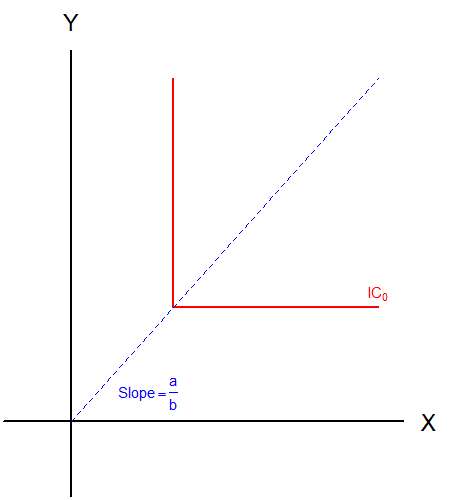 Y
IC₀
Slope = a/b
X